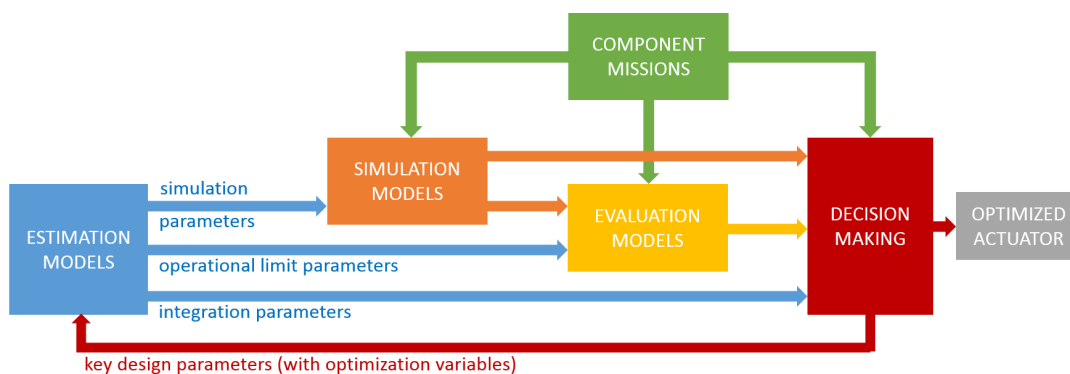 COMPONENT
MISSIONS
SIMULATION
MODELS
simulation
parameters
ESTIMATION
MODELS
EVALUATION
MODELS
DECISION
MAKING
OPTIMIZED
ACTUATOR
operational limit parameters
integration parameters
key design parameters (with optimization variables)